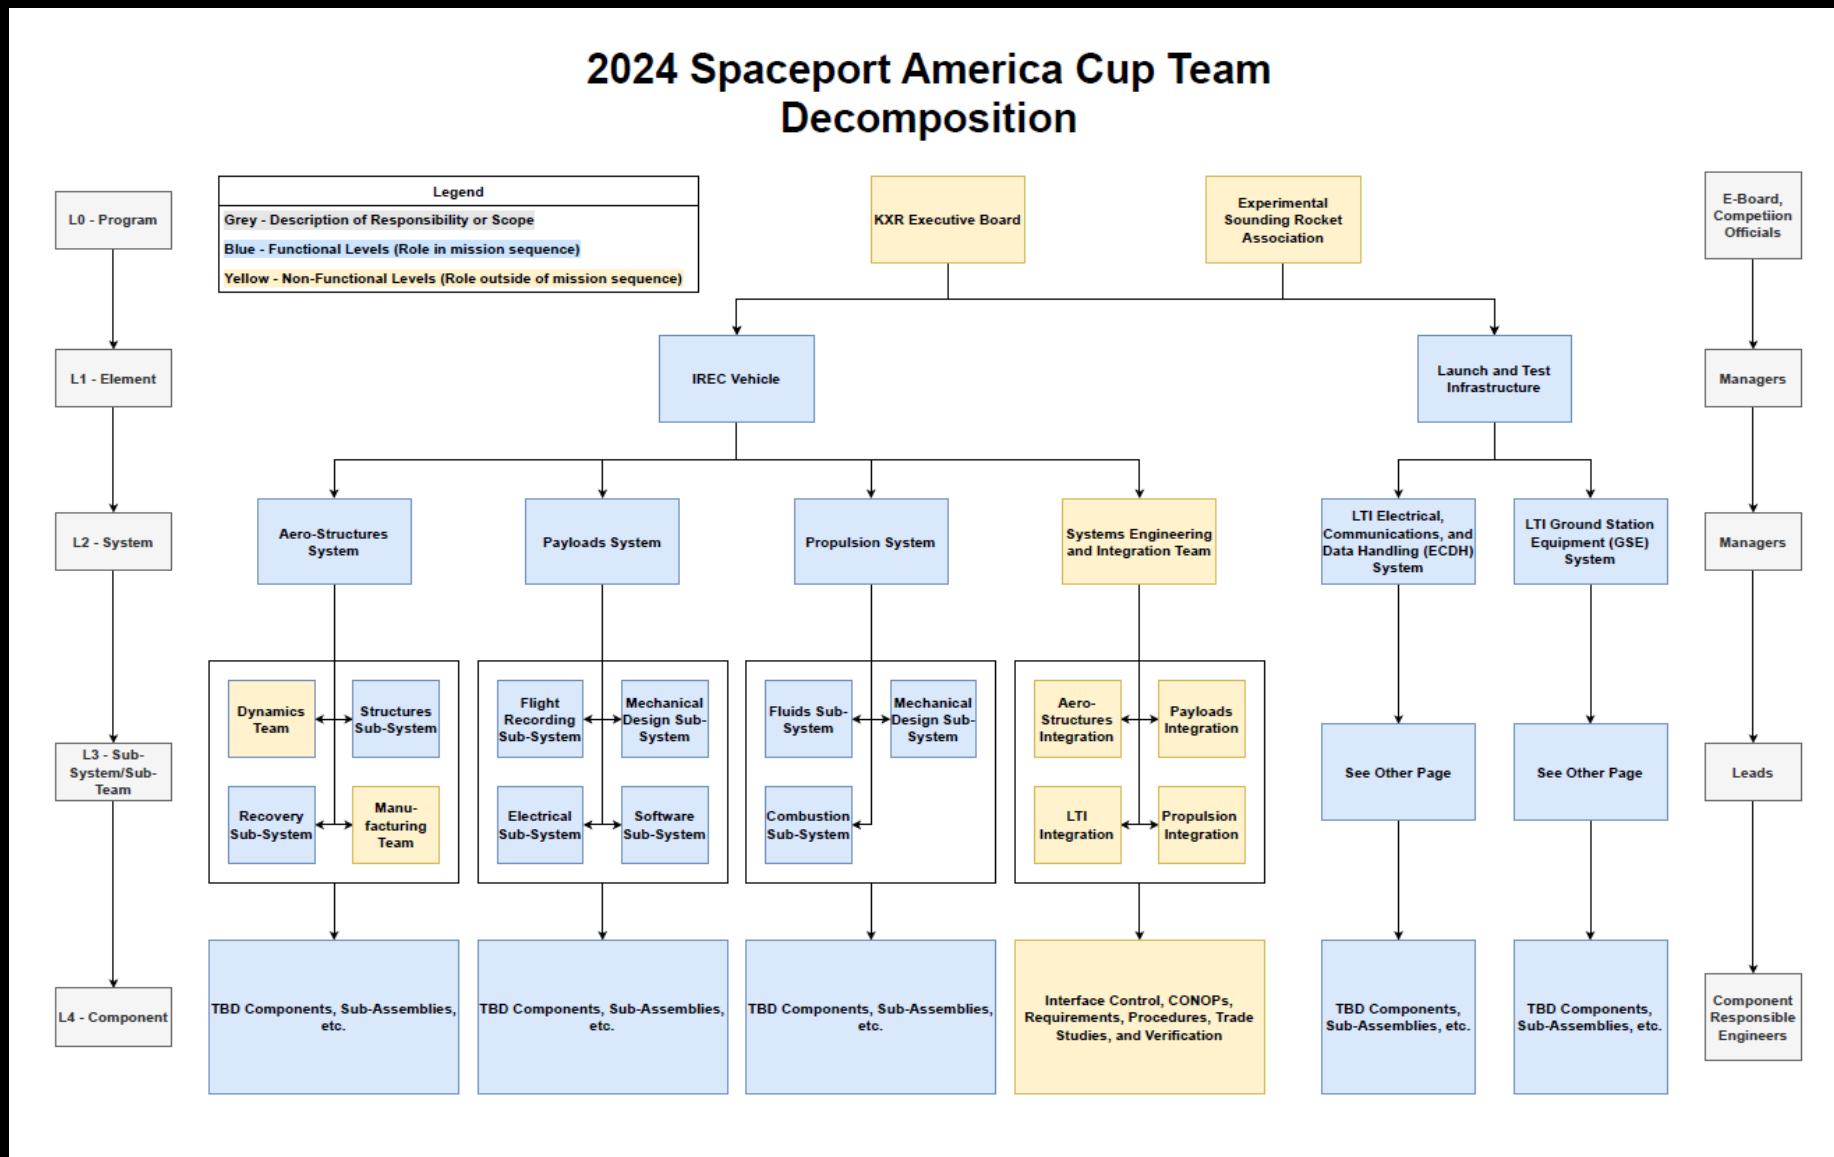 2024 Spaceport America Cup Team
Decomposition
Legend
Grey - Description of Responsibility or Scope
Blue - Functional Levels (Role in mission sequence)
Yellow - Non-Functional Levels (Role outside of mission sequence)
L0 - Program
KXR Executive Board
Experimental
Sounding Rocket
Association
E-Board,
Competiion
Officials
L1 - Element
IREC Vehicle
Launch and Test
Infrastructure
Managers
L2 - System
Aero-Structures
System
Payloads System
Propulsion System
Systems Engineering
and Integration Team
LTI Electrical,
Communications, and
Data Handling (ECDH)
System
LTI Ground Station
Equipment (GSE)
System
Managers
L3 - Sub-
System/Sub-
Team
Dynamics
Team
Structures
Sub-System
Recovery
Sub-System
Manu-
facturing
Team
Flight
Recording
Sub-System
Mechanical
Design Sub-
System
Electrical
Sub-System
Software
Sub-System
Fluids Sub-
System
Mechanical
Design Sub-
System
Combustion
Sub-System
Aero-
Structures
Integration
Payloads
Integration
LTI
Integration
Propulsion
Integration
See Other Page
See Other Page
Leads
L4 - Component
TBD Components, Sub-Assemblies,
etc.
TBD Components, Sub-Assemblies,
etc.
TBD Components, Sub-Assemblies,
etc.
Interface Control, CONOPs,
Requirements, Procedures, Trade
Studies, and Verification
TBD Components,
Sub-Assemblies, etc.
TBD Components,
Sub-Assemblies, etc.
Component
Responsible
Engineers